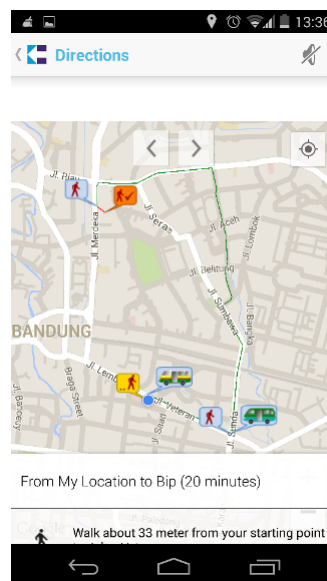 13:36
Directions
Jl. Riau
Jl. Seram
Jl. Aceh
Jl. Lombok
Jl. Merdeka
Jl. Belitung
Jl. Sumbawa
Jl. Bangka
BANDUNG
Jl. Lemb
Braga Street
Jl. Banceuy
Jl. Veteran
Jl. Sunda
From My Location to Bip (20 minutes)
Walk about 33 meter from your starting point